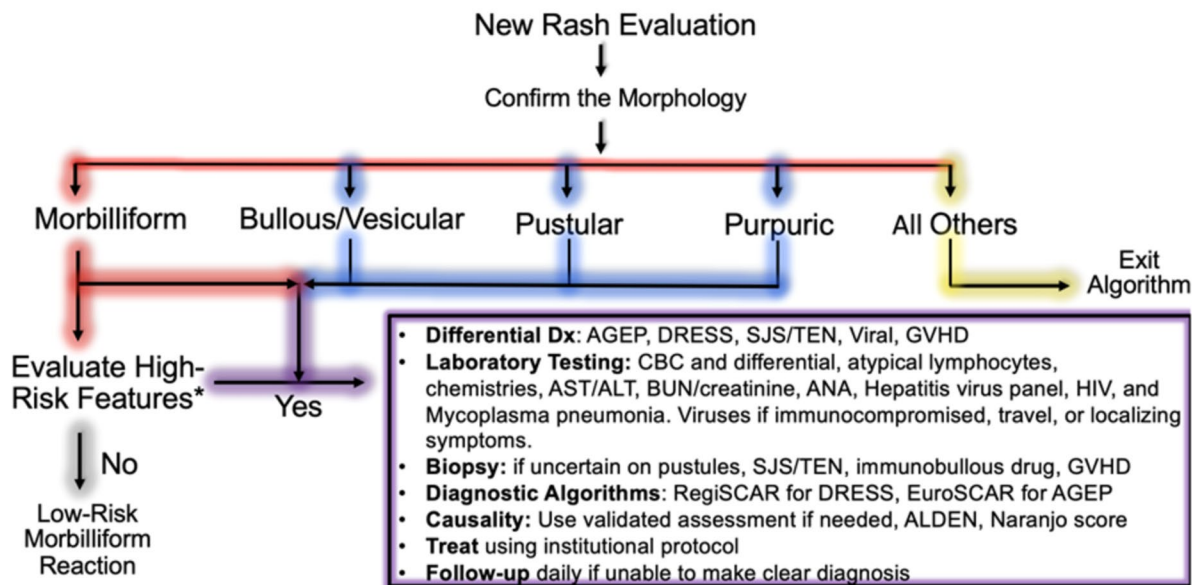 New Rash Evaluation
Confirm the Morphology
Morbilliform
Bullous/Vesicular
Pustular
Purpuric
All Others
Exit
Algorithm
Evaluate High-
Risk Features*
Yes
No
Low-Risk
Morbilliform
Reaction
• Differential Dx: AGEP, DRESS, SJS/TEN, Viral, GVHD
• Laboratory Testing: CBC and differential, atypical lymphocytes,
chemistries, AST/ALT, BUN/creatinine, ANA, Hepatitis virus panel, HIV, and
Mycoplasma pneumonia. Viruses if immunocompromised, travel, or localizing
symptoms.
• Biopsy: if uncertain on pustules, SJS/TEN, immunobullous drug, GVHD
• Diagnostic Algorithms: RegiSCAR for DRESS, EuroSCAR for AGEP
• Causality: Use validated assessment if needed, ALDEN, Naranjo score
• Treat using institutional protocol
• Follow-up daily if unable to make clear diagnosis